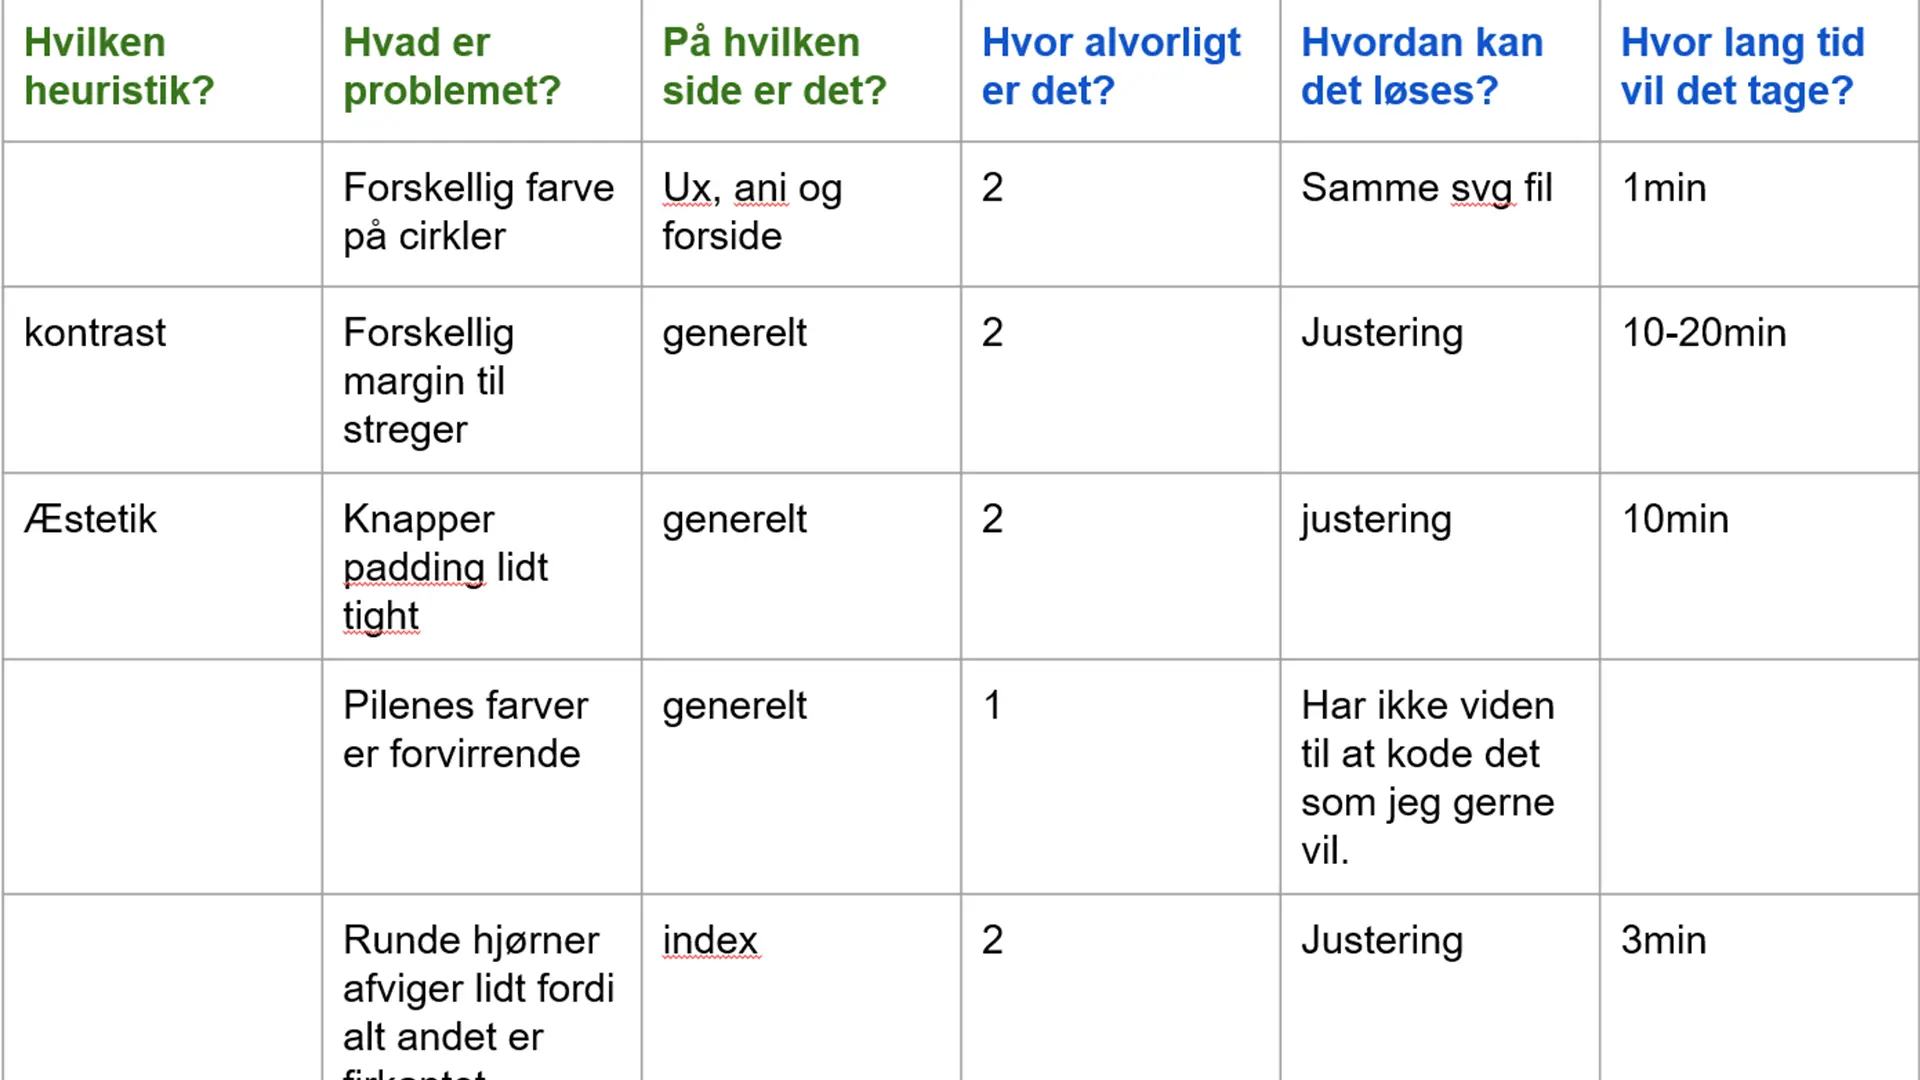 Hvilken
heuristik?
Hvad er
problemet?
På hvilken
side er det?
Hvor alvorligt
er det?
Hvordan kan
det løses?
Hvor lang tid
vil det tage?
Forskellig farve
på cirkler
Ux, ani og
forside
2
Samme svg fil
1min
kontrast
Forskellig
margin til
streger
generelt
2
Justering
10-20min
Æstetik
Knapper
padding lidt
tight
generelt
2
justering
10min
Pilenes farver
er forvirrende
generelt
1
Har ikke viden
til at kode det
som jeg gerne
vil.
Runde hjørner
afviger lidt fordi
alt andet er
firkantet
index
2
Justering
3min